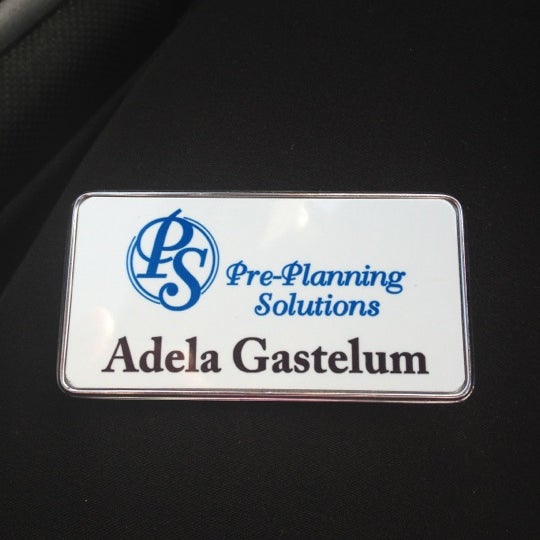 PS
Pre-Planning
Solutions
Adela Gastelum